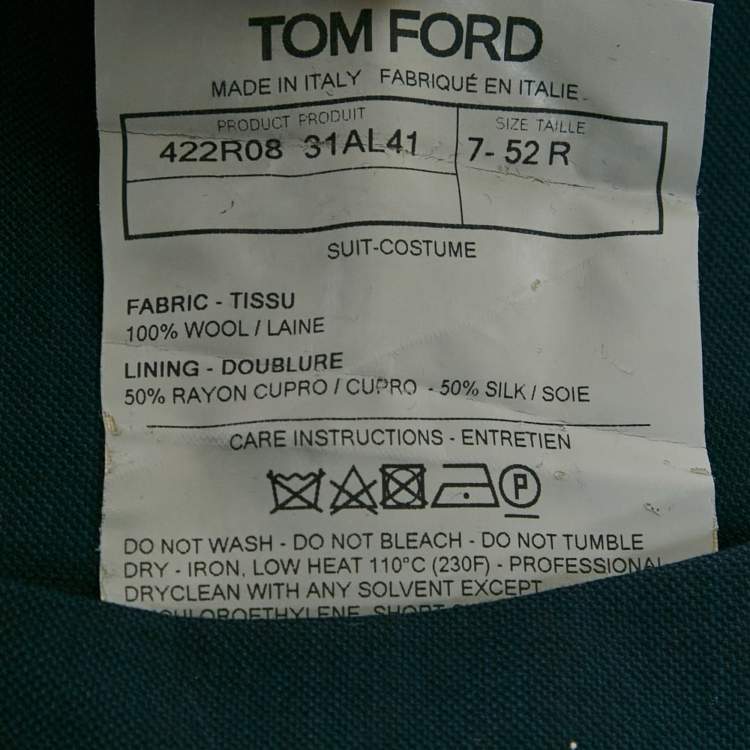 TOM FORD
MADE IN ITALY FABRIQUÉ EN ITALIE
PRODUCT PRODUIT
422R08 31AL41
SIZE TAILLE
7- 52 R
SUIT-COSTUME
FABRIC - TISSU
100% WOOL / LAINE
LINING - DOUBLURE
50% RAYON CUPRO / CUPRO - 50% SILK / SOIE
CARE INSTRUCTIONS - ENTRETIEN
P
DO NOT WASH - DO NOT BLEACH - DO NOT TUMBLE
DRY - IRON, LOW HEAT 110°C (230F) - PROFESSIONAL
DRYCLEAN WITH ANY SOLVENT EXCEPT